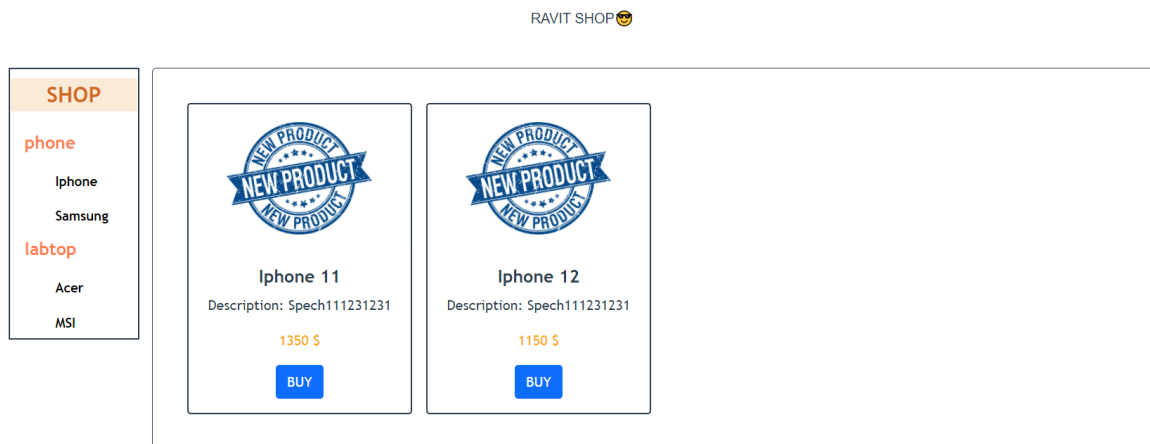 RAVIT SHOP😎
SHOP
phone
Iphone
Samsung
labtop
Acer
MSI
NEW PRODUCT
NEW PRODUCT
NEW PRODUCT
Iphone 11
Description: Spech111231231
1350 $
BUY
NEW PRODUCT
NEW PRODUCT
NEW PRODUCT
Iphone 12
Description: Spech111231231
1150 $
BUY